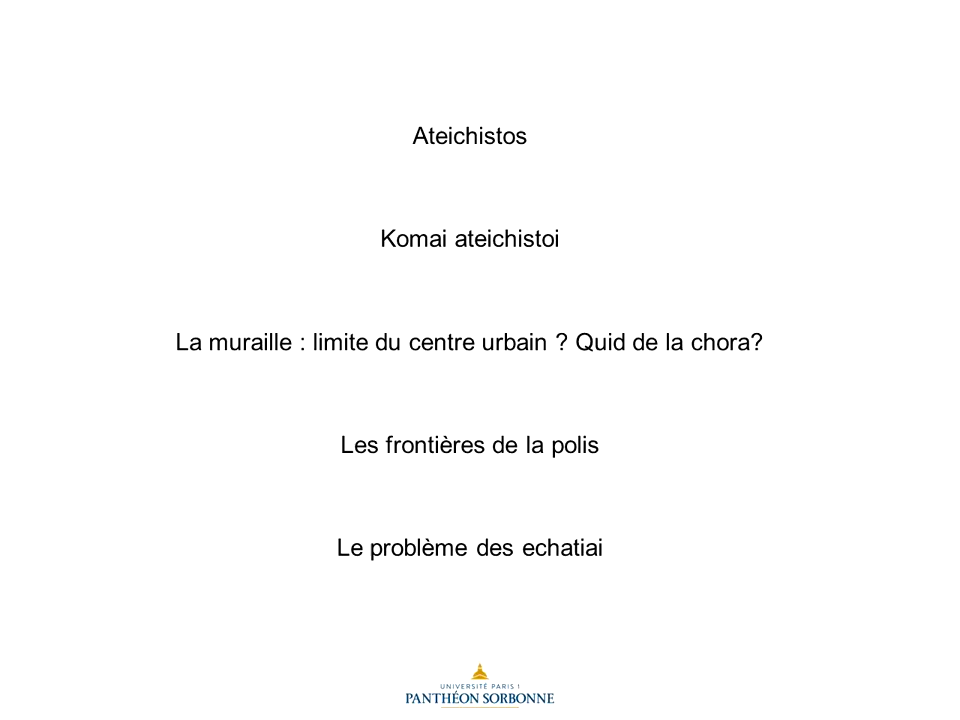 Ateichistos
Komai ateichistoi
La muraille : limite du centre urbain ? Quid de la chora?
Les frontières de la polis
Le problème des echatiai
UNIVERSITÉ PARIS 1
PANTHÉON SORBONNE